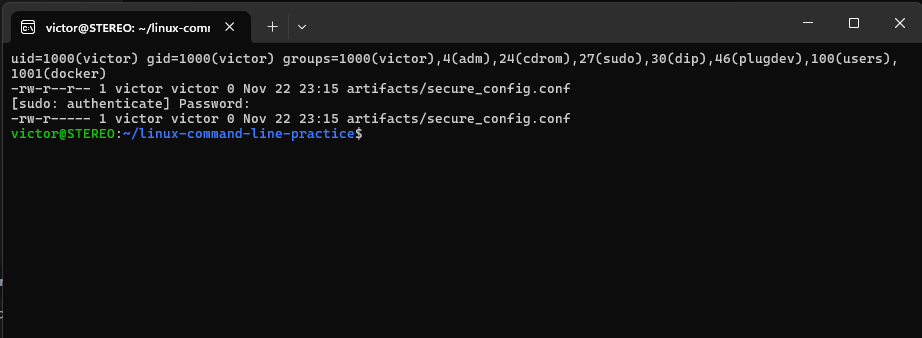 victor@STEREO: ~/linux-comm
uid=1000(victor) gid=1000(victor) groups=1000(victor),4(adm),24(cdrom),27(sudo),30(dip),46(plugdev),100(users),
1001(docker)
-rw-r--r-- 1 victor victor 0 Nov 22 23:15 artifacts/secure_config.conf
[sudo: authenticate] Password:
-rw-r----- 1 victor victor 0 Nov 22 23:15 artifacts/secure_config.conf
victor@STEREO:~/linux-command-line-practice$